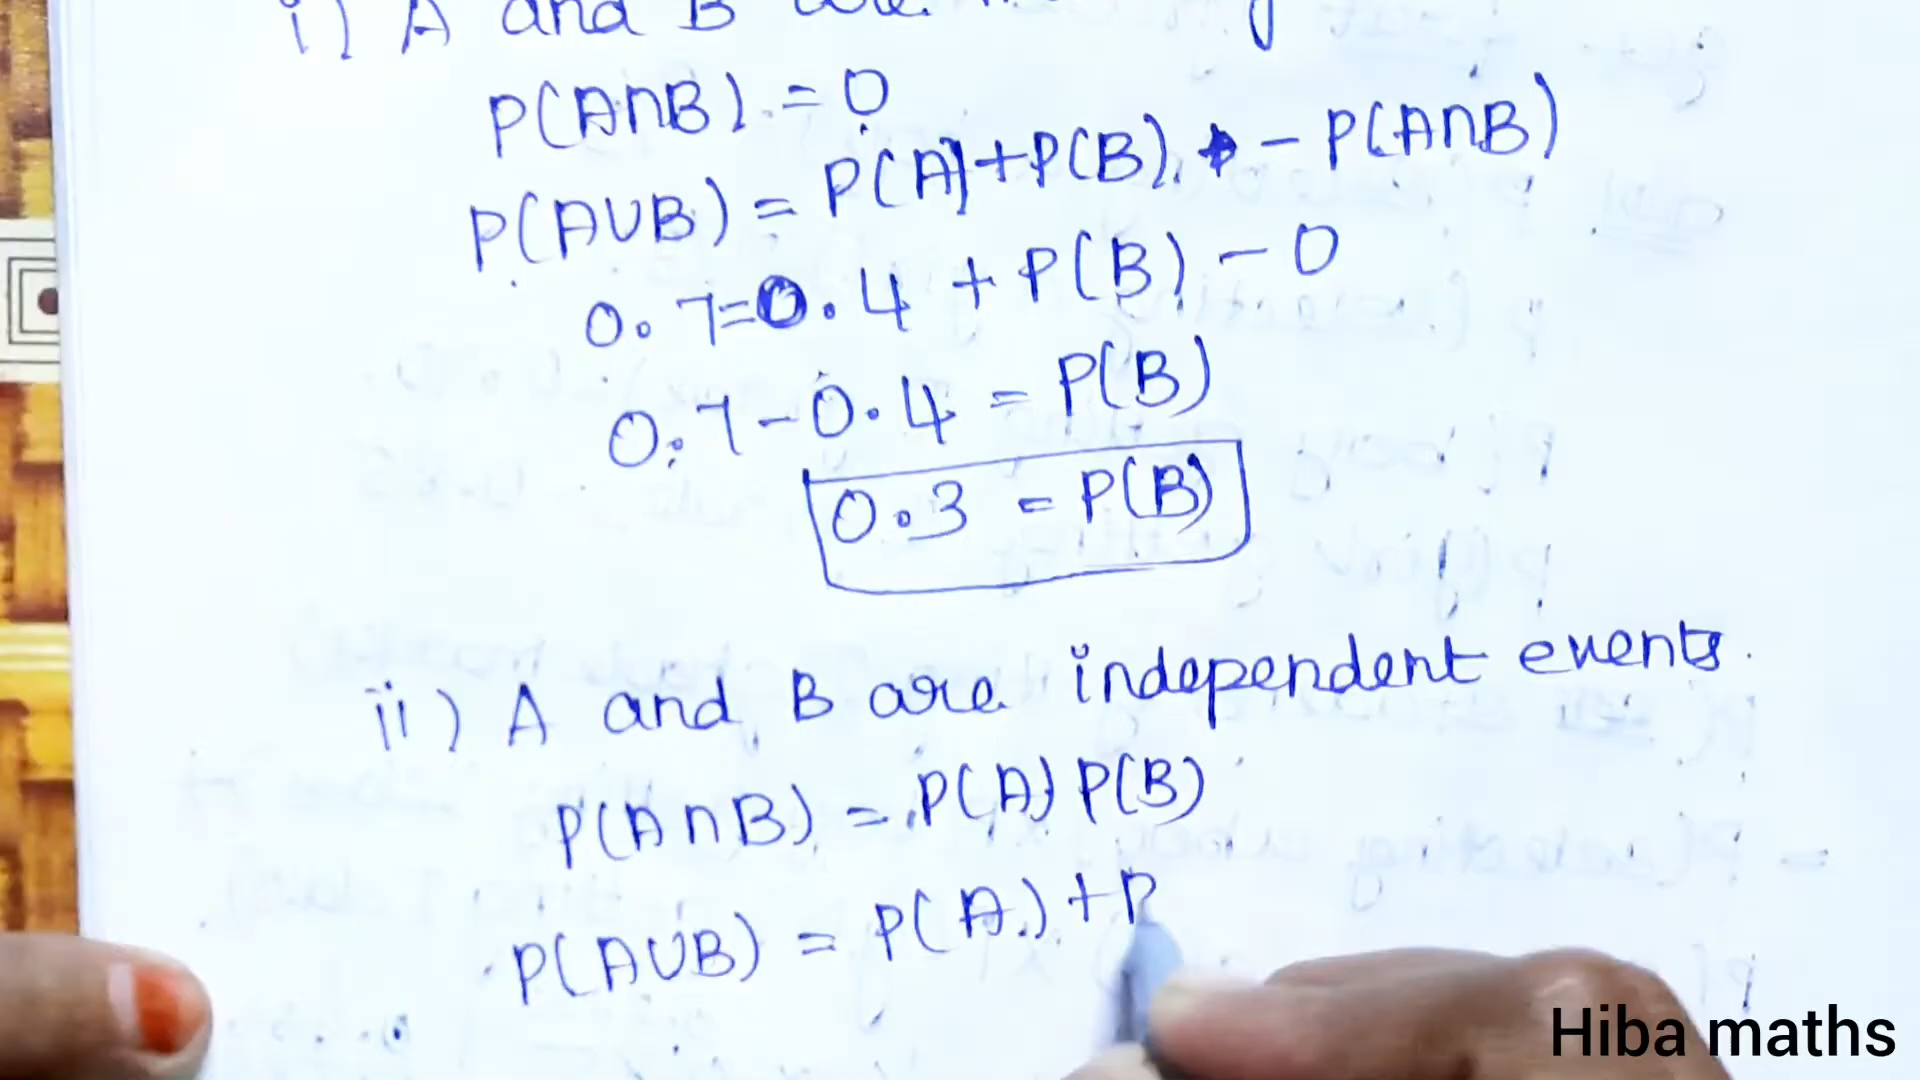 i) A and B are
P(A∩B) = 0
P(A∪B) = P(A)+P(B) - P(A∩B)
0.7=0.4 + P(B) - 0
0.7-0.4 = P(B)
0.3 = P(B)
ii) A and B are independent events.
P(A∩B) = P(A) P(B)
P(A∪B) = P(A) + P
Hiba maths